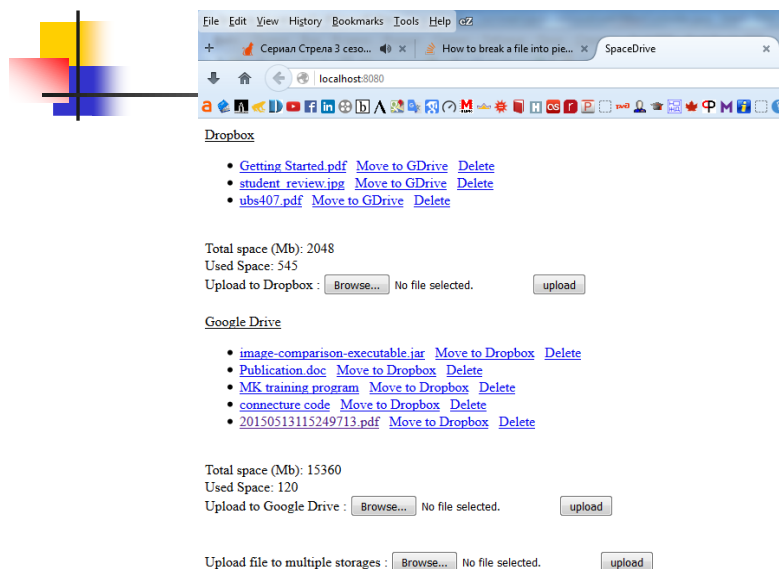 File Edit View History Bookmarks Tools Help
Сериал Стрела 3 сезо... How to break a file into pie... SpaceDrive
localhost:8080
Dropbox
Getting Started.pdf Move to GDrive Delete
student_review.jpg Move to GDrive Delete
ubs407.pdf Move to GDrive Delete
Total space (Mb): 2048
Used Space: 545
Upload to Dropbox : Browse... No file selected. upload
Google Drive
image-comparison-executable.jar Move to Dropbox Delete
Publication.doc Move to Dropbox Delete
MK training program Move to Dropbox Delete
connecture code Move to Dropbox Delete
20150513115249713.pdf Move to Dropbox Delete
Total space (Mb): 15360
Used Space: 120
Upload to Google Drive : Browse... No file selected. upload
Upload file to multiple storages : Browse... No file selected. upload